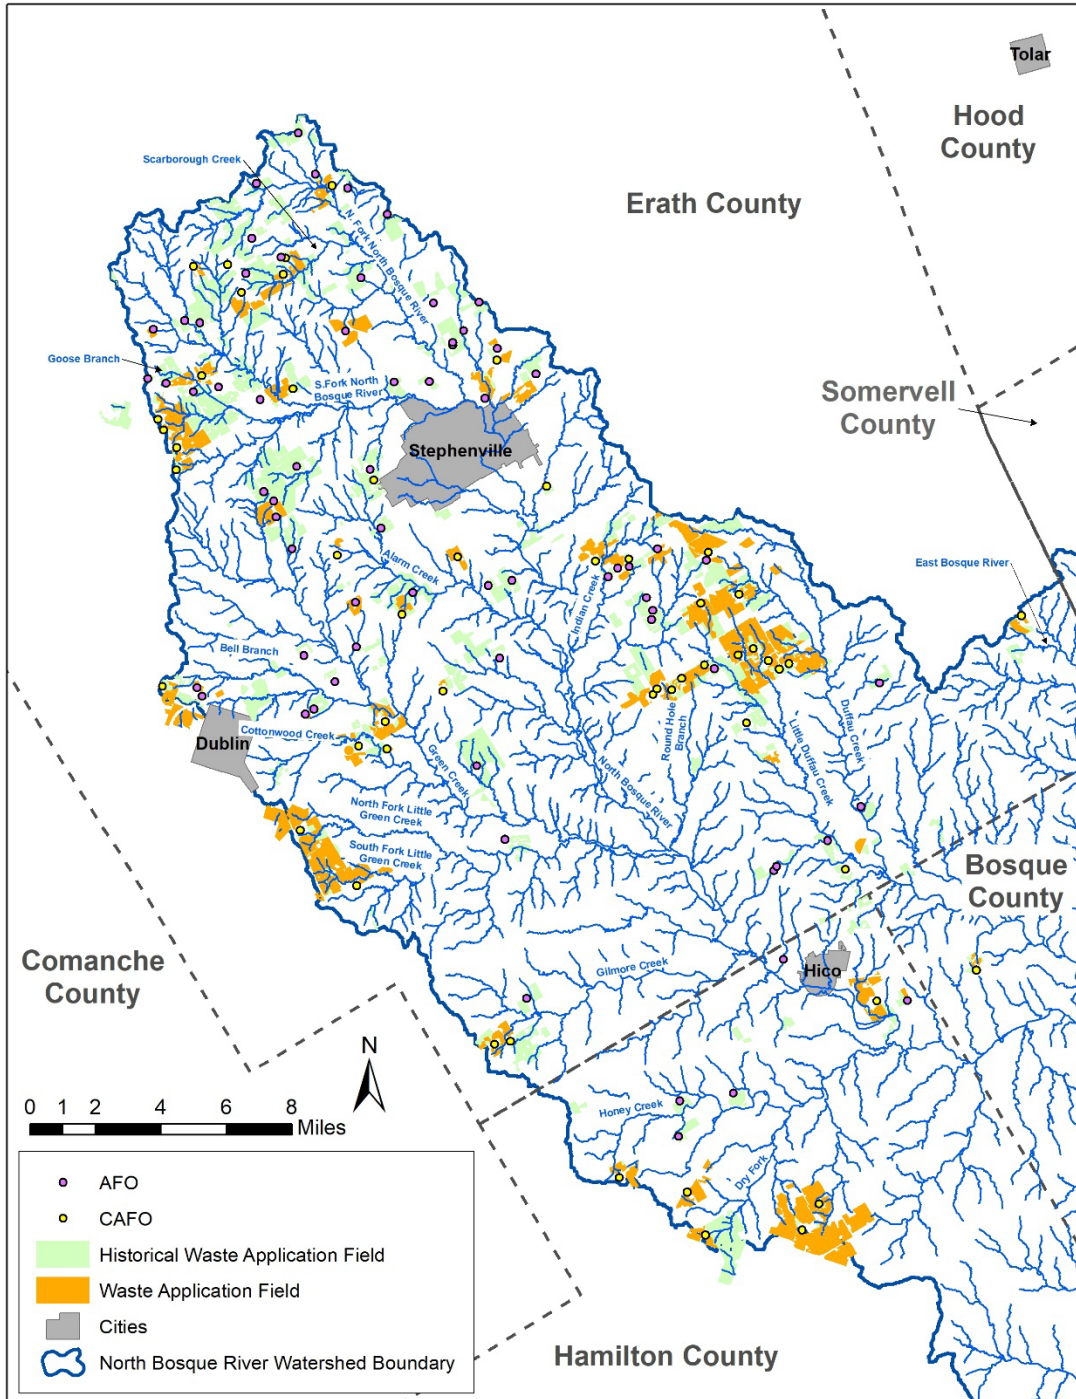 Tolar
Hood
County
Scarborough Creek
Erath County
N. Fork North Bosque River
Goose Branch
S.Fork North
Bosque River
Somervell
County
Stephenville
East Bosque River
Alarm Creek
Indian Creek
Bell Branch
Duffau Creek
Round Hole
Branch
Little Duffau Creek
Dublin
Cottonwood Creek
Green Creek
North Bosque River
North Fork Little
Green Creek
South Fork Little
Green Creek
Bosque
County
Comanche
County
Gilmore Creek
Hico
N
0 1 2 4 6 8
Miles
Honey Creek
Dry Fork
AFO
CAFO
Historical Waste Application Field
Waste Application Field
Cities
North Bosque River Watershed Boundary
Hamilton County